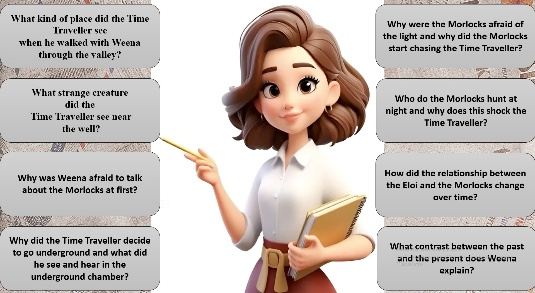 What kind of place did the Time
Traveller see
when he walked with Weena
through the valley?
What strange creature
did the
Time Traveller see near
the well?
Why was Weena afraid to talk
about the Morlocks at first?
Why did the Time Traveller decide
to go underground and what did
he see and hear in the
underground chamber?
Why were the Morlocks afraid of
the light and why did the Morlocks
start chasing the Time Traveller?
Who do the Morlocks hunt at
night and why does this shock the
Time Traveller?
How did the relationship between
the Eloi and the Morlocks change
over time?
What contrast between the past
and the present does Weena
explain?